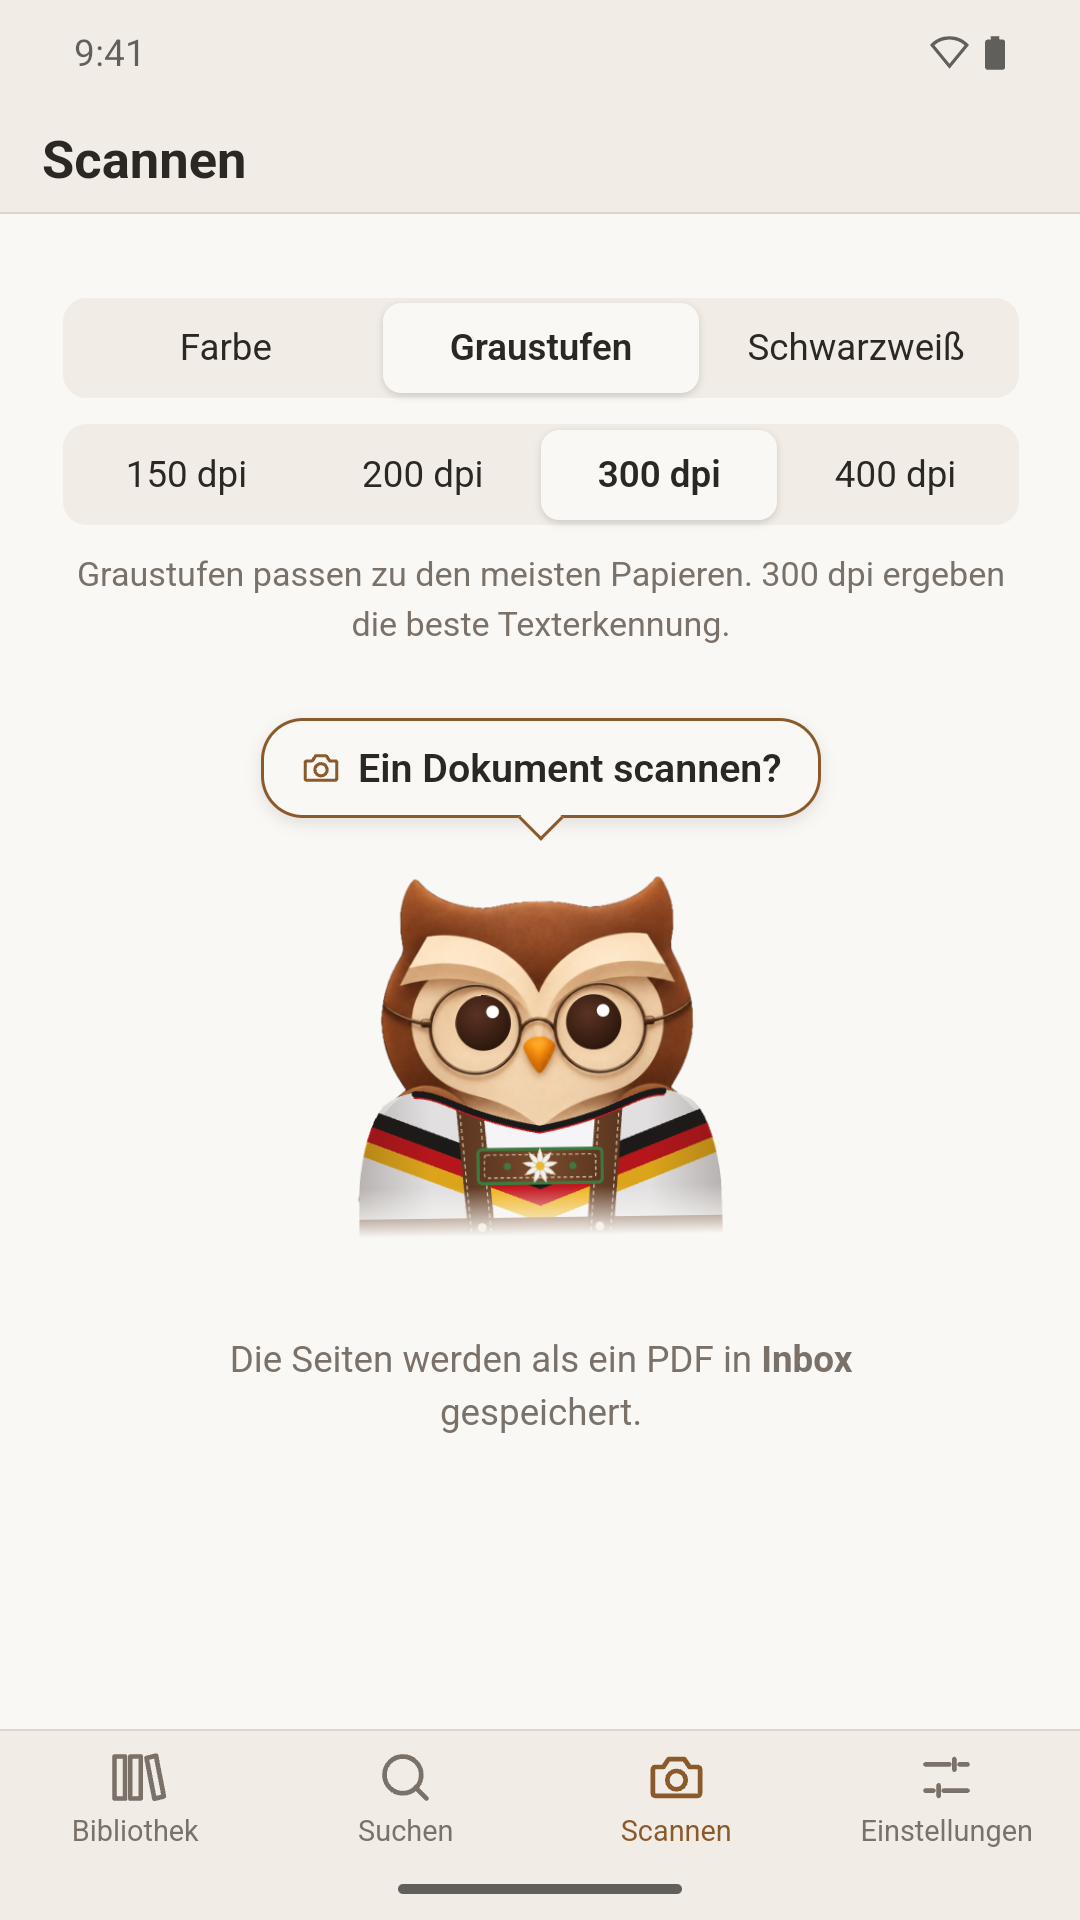 9:41
Scannen
Farbe Graustufen Schwarzweiß
150 dpi 200 dpi 300 dpi 400 dpi
Graustufen passen zu den meisten Papieren. 300 dpi ergeben
die beste Texterkennung.
Ein Dokument scannen?
Die Seiten werden als ein PDF in Inbox
gespeichert.
Bibliothek Suchen Scannen Einstellungen